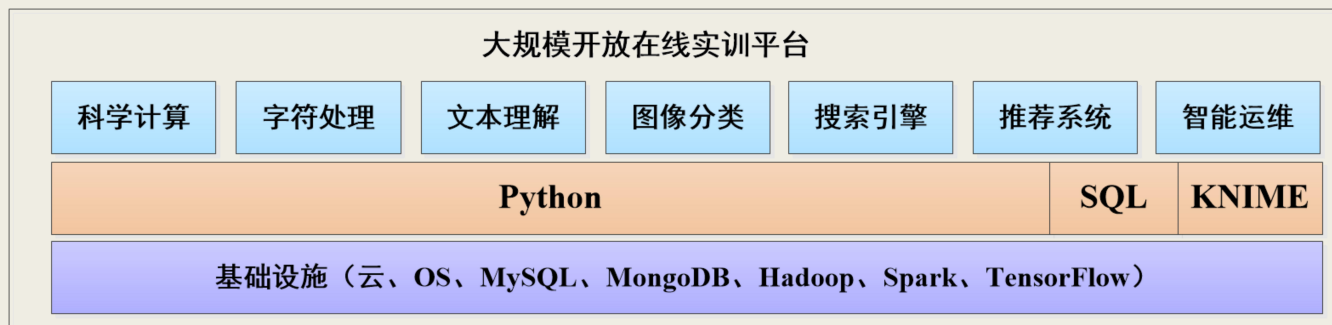 大规模开放在线实训平台
科学计算 字符处理 文本理解 图像分类 搜索引擎 推荐系统 智能运维
Python SQL KNIME
基础设施（云、OS、MySQL、MongoDB、Hadoop、Spark、TensorFlow）